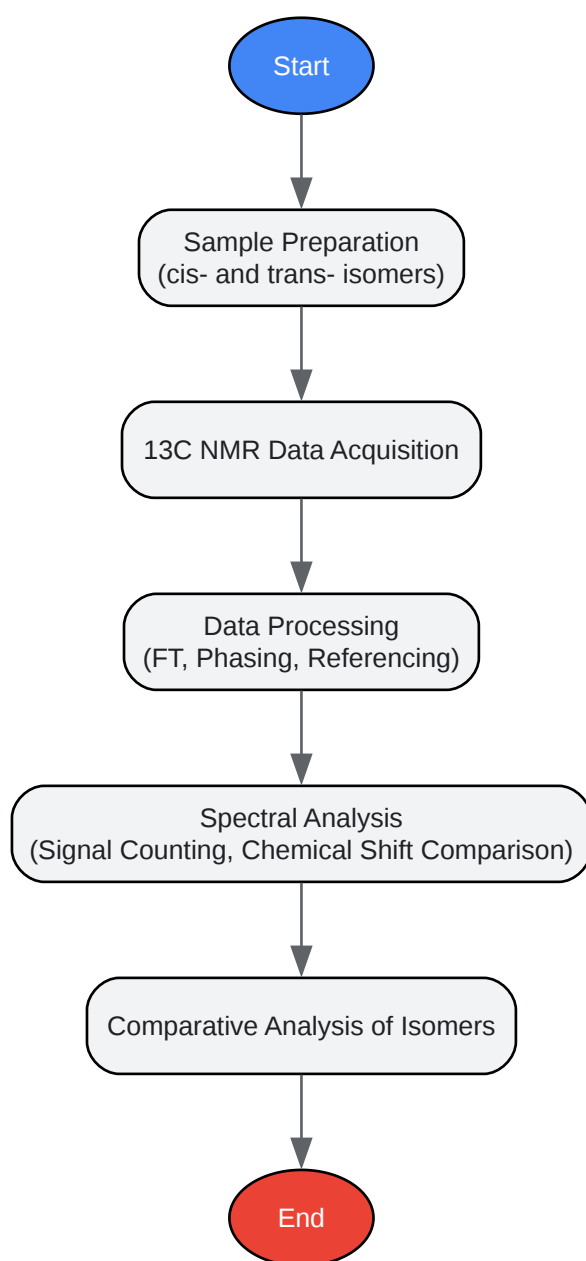 Start
Sample Preparation
(cis- and trans- isomers)
13C NMR Data Acquisition
Data Processing
(FT, Phasing, Referencing)
Spectral Analysis
(Signal Counting, Chemical Shift Comparison)
Comparative Analysis of Isomers
End